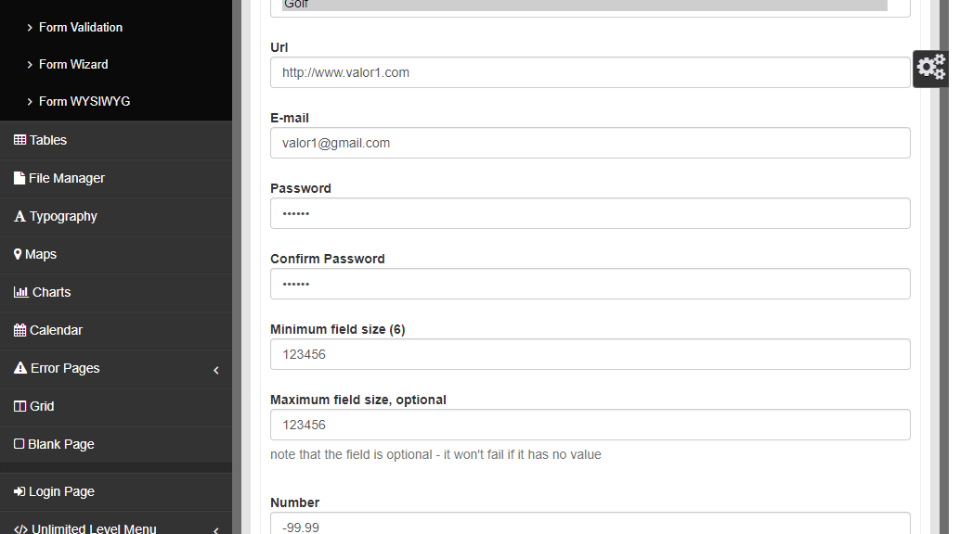 Form Validation
Form Wizard
Form WYSIWYG
Tables
File Manager
Typography
Maps
Charts
Calendar
Error Pages
Grid
Blank Page
Login Page
Unlimited Level Menu
Golf
Url
http://www.valor1.com
E-mail
valor1@gmail.com
Password
••••••
Confirm Password
••••••
Minimum field size (6)
123456
Maximum field size, optional
123456
note that the field is optional - it won't fail if it has no value
Number
-99.99